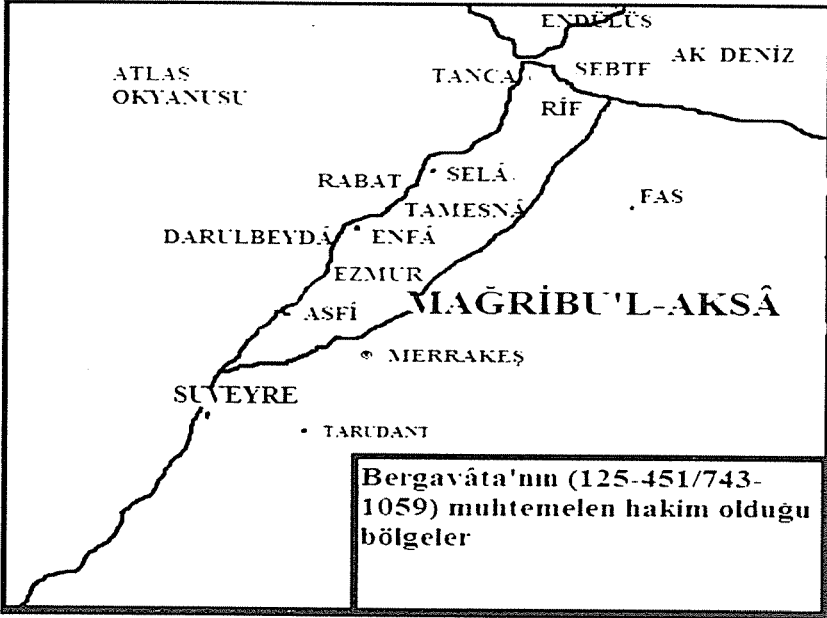 ENDÜLÜS
AK DENİZ
ATLAS
OKYANUSU
TANCA
SEBTE
RİF
RABAT
SELÂ
FAS
TAMESNÂ
DARULBEYDÂ
ENFÂ
EZMUR
MAĞRİBU'L-AKSÂ
ASFİ
MERRAKEŞ
SUVEYRE
TARUDANT
Bergavâta'nın (125-451/743-
1059) muhtemelen hakim olduğu
bölgeler